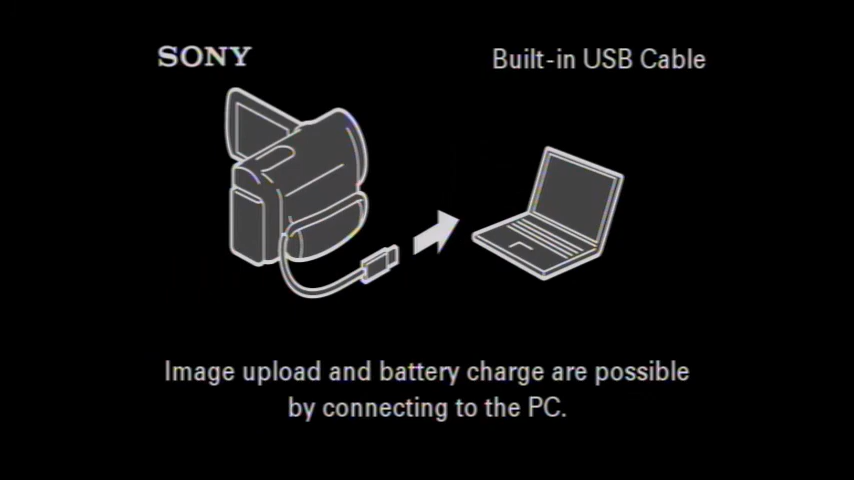 SONY
Built-in USB Cable
Image upload and battery charge are possible
by connecting to the PC.